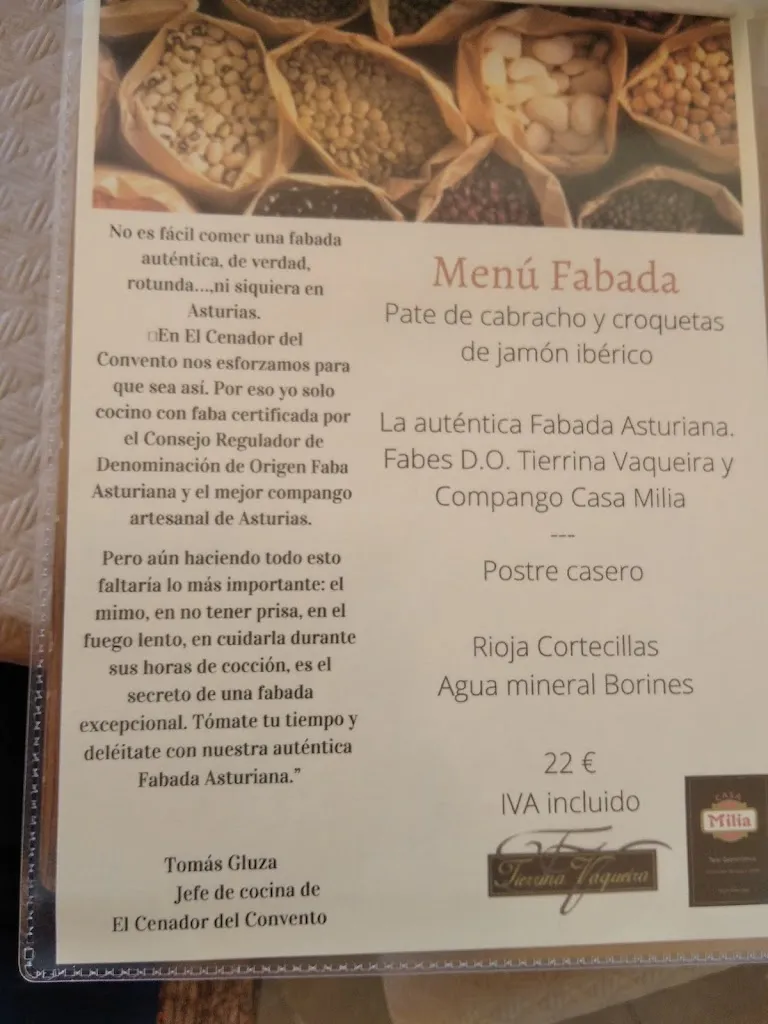 No es fácil comer una fabada
auténtica, de verdad,
rotunda...,ni siquiera en
Asturias.
En El Cenador del
Convento nos esforzamos para
que sea así. Por eso yo solo
cocino con faba certificada por
el Consejo Regulador de
Denominación de Origen Faba
Asturiana y el mejor compango
artesanal de Asturias.
Pero aún haciendo todo esto
faltaría lo más importante: el
mimo, en no tener prisa, en el
fuego lento, en cuidarla durante
sus horas de cocción, es el
secreto de una fabada
excepcional. Tómate tu tiempo y
deléitate con nuestra auténtica
Fabada Asturiana.”
Tomás Gluza
Jefe de cocina de
El Cenador del Convento
Menú Fabada
Pate de cabracho y croquetas
de jamón ibérico
La auténtica Fabada Asturiana.
Fabes D.O. Tierrina Vaqueira y
Compango Casa Milia
---
Postre casero
Rioja Cortecillas
Agua mineral Borines
22 €
IVA incluido
Tierrina Vaqueira
CASA
Milia